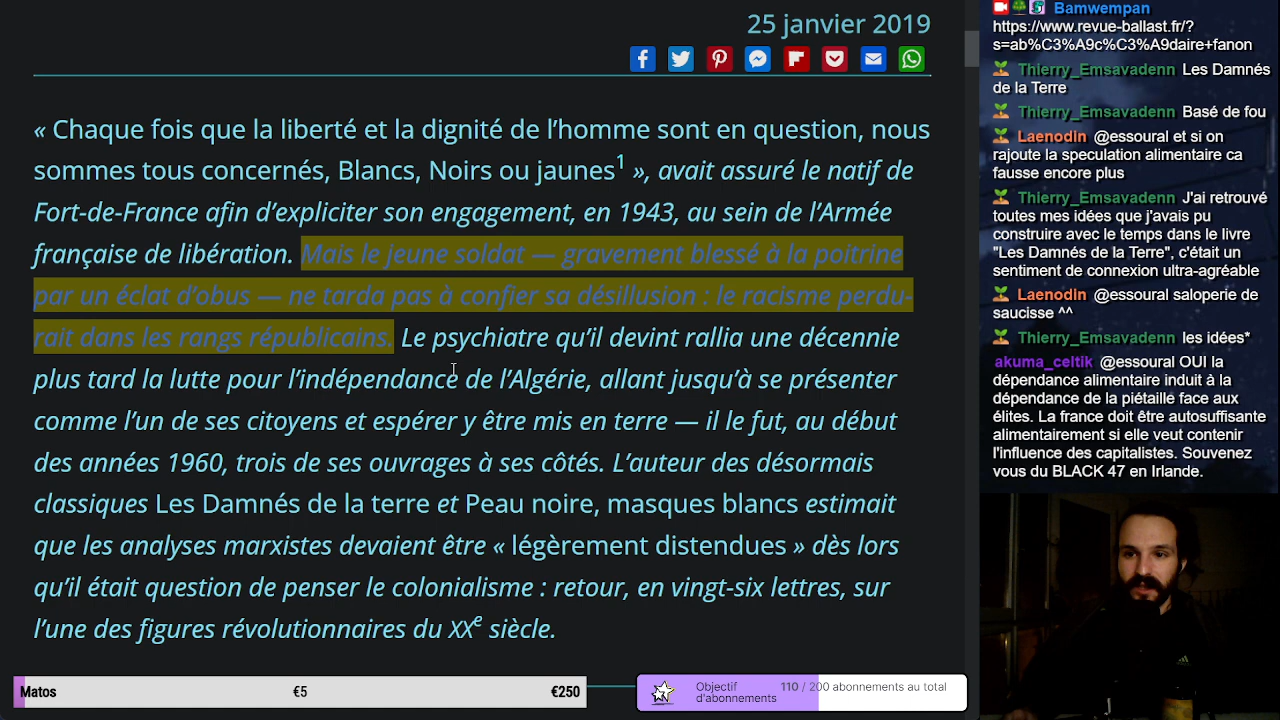 25 janvier 2019
« Chaque fois que la liberté et la dignité de l’homme sont en question, nous
sommes tous concernés, Blancs, Noirs ou jaunes1 », avait assuré le natif de
Fort-de-France afin d’expliciter son engagement, en 1943, au sein de l’Armée
française de libération. Mais le jeune soldat — gravement blessé à la poitrine
par un éclat d’obus — ne tarda pas à confier sa désillusion : le racisme perdu-
rait dans les rangs républicains. Le psychiatre qu’il devint rallia une décennie
plus tard la lutte pour l’indépendance de l’Algérie, allant jusqu’à se présenter
comme l’un de ses citoyens et espérer y être mis en terre — il le fut, au début
des années 1960, trois de ses ouvrages à ses côtés. L’auteur des désormais
classiques Les Damnés de la terre et Peau noire, masques blancs estimait
que les analyses marxistes devaient être « légèrement distendues » dès lors
qu’il était question de penser le colonialisme : retour, en vingt-six lettres, sur
l’une des figures révolutionnaires du XXe siècle.
Matos €5 €250
Objectif
d'abonnements
110 / 200 abonnements au total
Bamwempan
https://www.revue-ballast.fr/?
s=ab%C3%A9c%C3%A9daire+fanon
Thierry_Emsavadenn Les Damnés
de la Terre
Thierry_Emsavadenn Basé de fou
Laenodin @essoural et si on
rajoute la speculation alimentaire ca
fausse encore plus
Thierry_Emsavadenn J'ai retrouvé
toutes mes idées que j'avais pu
construire avec le temps dans le livre
"Les Damnés de la Terre", c'était un
sentiment de connexion ultra-agréable
Laenodin @essoural saloperie de
saucisse ^^
Thierry_Emsavadenn les idées*
akuma_celtik @essoural OUI la
dépendance alimentaire induit à la
dépendance de la piétaille face aux
élites. La france doit être autosuffisante
alimentairement si elle veut contenir
l'influence des capitalistes. Souvenez
vous du BLACK 47 en Irlande.